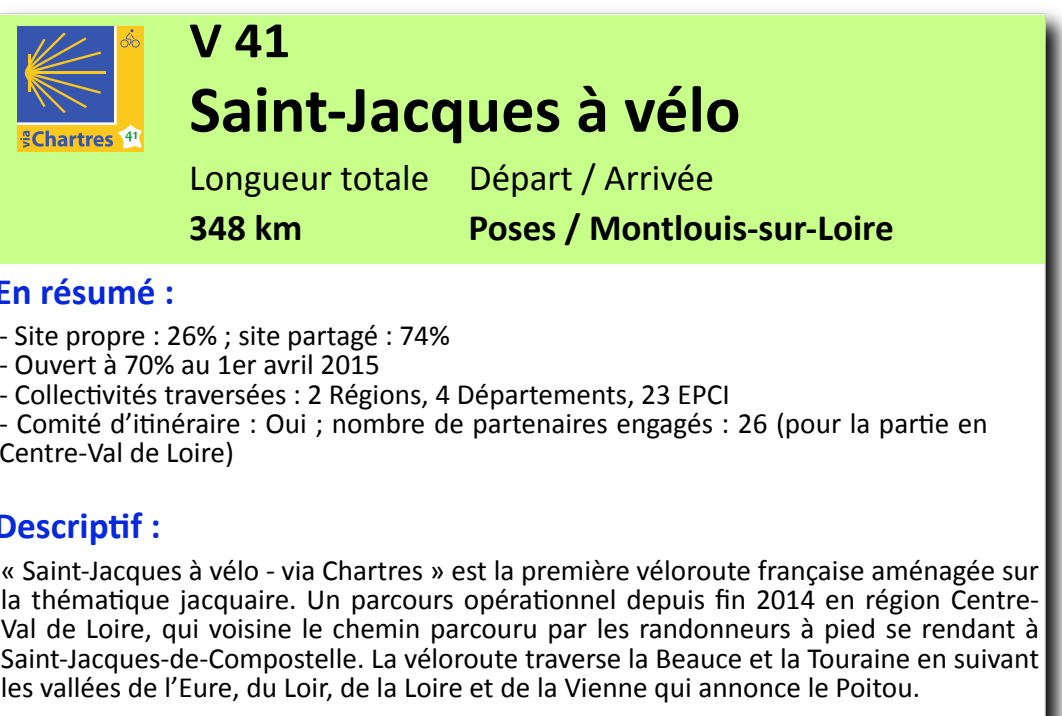 via Chartres 41
V 41
Saint-Jacques à vélo
Longueur totale Départ / Arrivée
348 km Poses / Montlouis-sur-Loire
En résumé :
- Site propre : 26% ; site partagé : 74%
- Ouvert à 70% au 1er avril 2015
- Collectivités traversées : 2 Régions, 4 Départements, 23 EPCI
- Comité d’itinéraire : Oui ; nombre de partenaires engagés : 26 (pour la partie en
Centre-Val de Loire)
Descriptif :
« Saint-Jacques à vélo - via Chartres » est la première véloroute française aménagée sur
la thématique jacquaire. Un parcours opérationnel depuis fin 2014 en région Centre-
Val de Loire, qui voisine le chemin parcouru par les randonneurs à pied se rendant à
Saint-Jacques-de-Compostelle. La véloroute traverse la Beauce et la Touraine en suivant
les vallées de l’Eure, du Loir, de la Loire et de la Vienne qui annonce le Poitou.